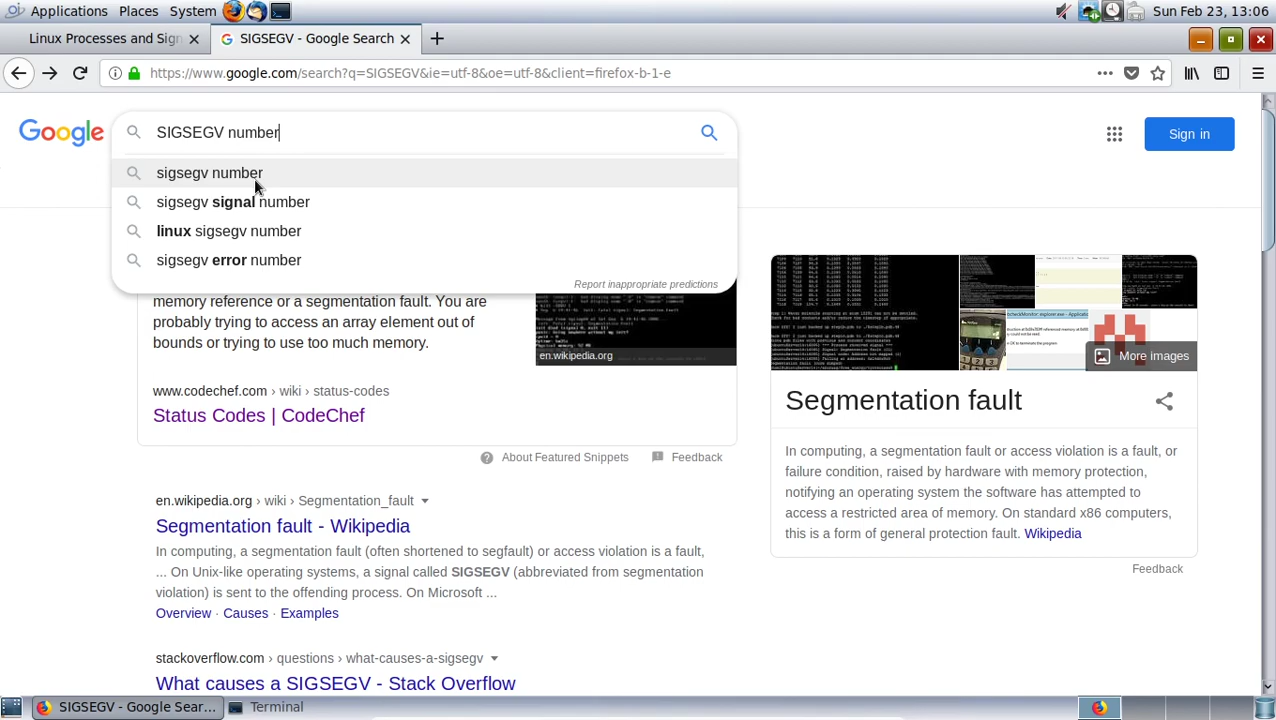 Applications Places System Sun Feb 23, 13:06
Linux Processes and Sign SIGSEGV - Google Search
https://www.google.com/search?q=SIGSEGV&ie=utf-8&oe=utf-8&client=firefox-b-1-e
Google SIGSEGV number Sign in
sigsegv number
sigsegv signal number
linux sigsegv number
sigsegv error number
Report inappropriate predictions
ry reference or a segmentation fault. You are
bly trying to access an array element out of
or trying to use too much memory.
en.wikipedia.org
More images
www.codechef.com › wiki › status-codes
Status Codes | CodeChef
About Featured Snippets Feedback
Segmentation fault
In computing, a segmentation fault or access violation is a fault, or
failure condition, raised by hardware with memory protection,
notifying an operating system the software has attempted to
access a restricted area of memory. On standard x86 computers,
this is a form of general protection fault. Wikipedia
Feedback
en.wikipedia.org › wiki › Segmentation_fault
Segmentation fault - Wikipedia
In computing, a segmentation fault (often shortened to segfault) or access violation is a fault,
... On Unix-like operating systems, a signal called SIGSEGV (abbreviated from segmentation
violation) is sent to the offending process. On Microsoft ...
Overview · Causes · Examples
stackoverflow.com › questions › what-causes-a-sigsegv
What causes a SIGSEGV - Stack Overflow
SIGSEGV - Google Sear... Terminal